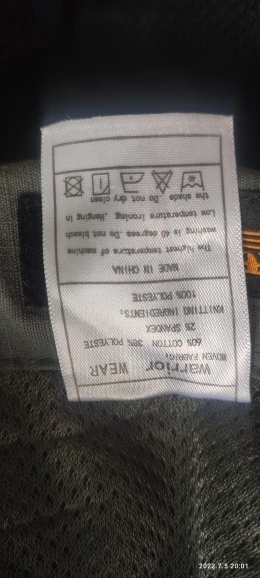 Warrior WEAR
WOVEN FABRIC,
60% COTTON 38% POLYESTE
2% SPANDEX
KNITTING INGREDIENTS,
100% POLYESTE
MADE IN CHINA
The highest temperature of machine
washing is 40 degrees .Do not bleach
Low temperature ironing .Hanging in
the shade .Do not dry clean
2022.7.5 20:01